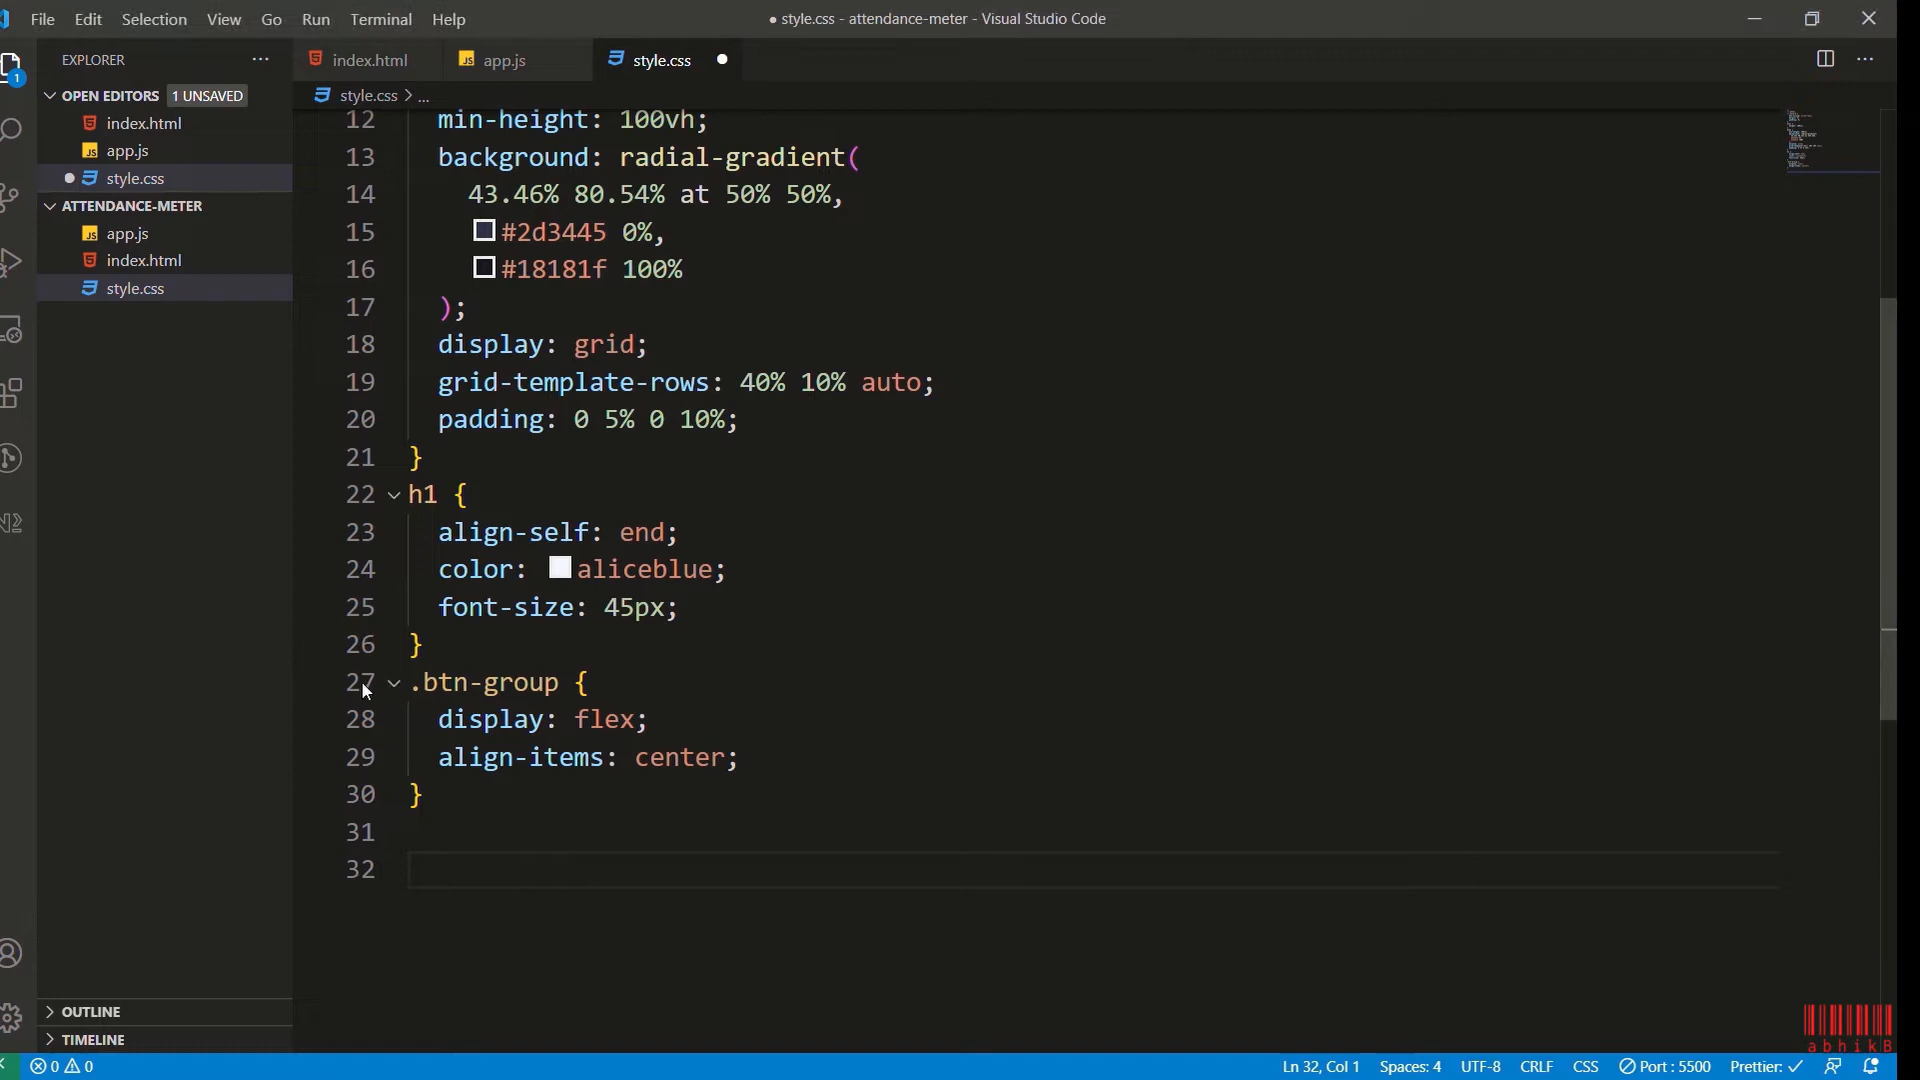 File Edit Selection View Go Run Terminal Help
● style.css - attendance-meter - Visual Studio Code
EXPLORER
index.html
JS app.js
style.css
OPEN EDITORS 1 UNSAVED
style.css > ...
index.html
JS app.js
style.css
ATTENDANCE-METER
JS app.js
index.html
style.css
1
12 min-height: 100vh;
13 background: radial-gradient(
14 43.46% 80.54% at 50% 50%,
15 #2d3445 0%,
16 #18181f 100%
17 );
18 display: grid;
19 grid-template-rows: 40% 10% auto;
20 padding: 0 5% 0 10%;
21 }
22 h1 {
23 align-self: end;
24 color: aliceblue;
25 font-size: 45px;
26 }
27 .btn-group {
28 display: flex;
29 align-items: center;
30 }
31
32
OUTLINE
TIMELINE
abhikB
0 0
Ln 32, Col 1 Spaces: 4 UTF-8 CRLF CSS Port : 5500 Prettier: ✓